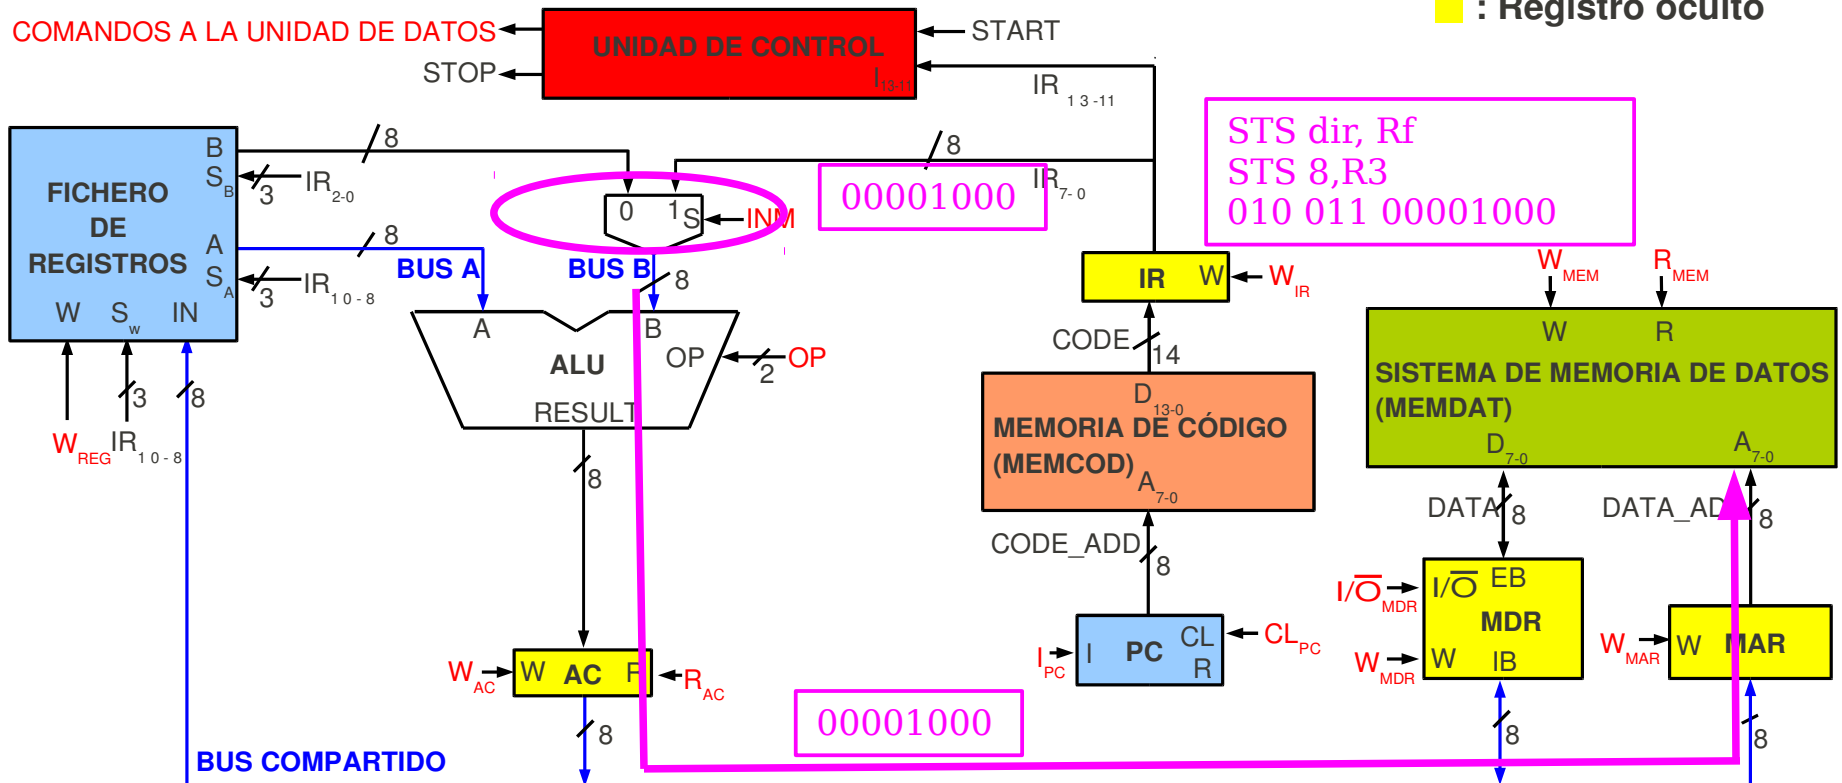 : Registro oculto
COMANDOS A LA UNIDAD DE DATOS
UNIDAD DE CONTROL
START
STOP
I13-11
IR 13-11
STS dir, Rf
STS 8,R3
010 011 00001000
B
8
8
SB
3
IR2-0
FICHERO
DE
REGISTROS
0
1
S
INM
00001000
IR7-0
A
8
BUS A
BUS B
8
SA
3
IR10-8
IR
W
WIR
WMEM
RMEM
W
Sw
IN
A
B
OP
2
OP
ALU
RESULT
CODE
14
W
R
SISTEMA DE MEMORIA DE DATOS
(MEMDAT)
D7-0
A7-0
3
8
WREG
IR10-8
D13-0
MEMORIA DE CÓDIGO
(MEMCOD)
A7-0
8
DATA
8
DATA_AD
8
CODE_ADD
8
I/OMDR
I/O
EB
MDR
WMDR
W
IB
IPC
I
PC
CL
R
CLPC
WMAR
W
MAR
WAC
W
AC
R
RAC
8
00001000
8
8
BUS COMPARTIDO